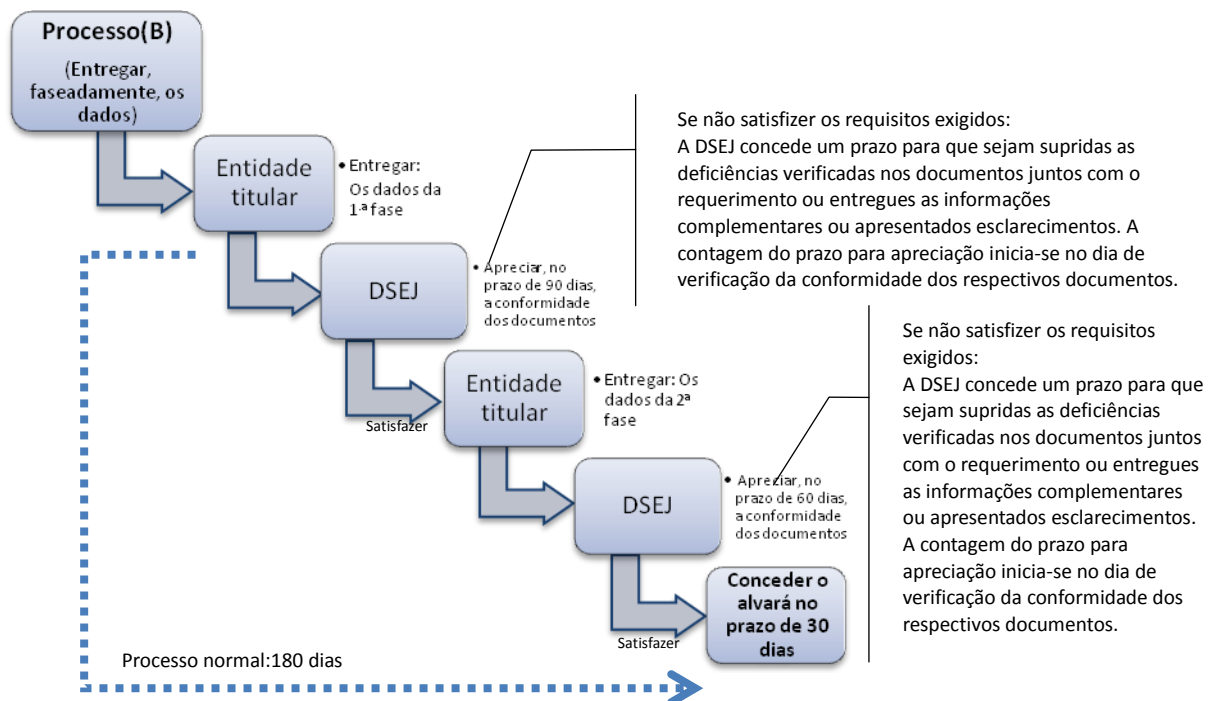 Processo(B)
(Entregar,
faseadamente, os
dados)
Entidade
titular
• Entregar:
Os dados da
1.ª fase
Se não satisfizer os requisitos exigidos:
A DSEJ concede um prazo para que sejam supridas as
deficiências verificadas nos documentos juntos com o
requerimento ou entregues as informações
complementares ou apresentados esclarecimentos. A
contagem do prazo para apreciação inicia-se no dia de
verificação da conformidade dos respectivos documentos.
DSEJ
• Apreciar, no
prazo de 90 dias,
a conformidade
dos documentos
Satisfazer
Entidade
titular
• Entregar: Os
dados da 2ª
fase
Se não satisfizer os requisitos
exigidos:
A DSEJ concede um prazo para que
sejam supridas as deficiências
verificadas nos documentos juntos
com o requerimento ou entregues
as informações complementares
ou apresentados esclarecimentos.
A contagem do prazo para
apreciação inicia-se no dia de
verificação da conformidade dos
respectivos documentos.
DSEJ
• Apreciar, no
prazo de 60 dias,
a conformidade
dos documentos
Satisfazer
Conceder o
alvará no
prazo de 30
dias
Processo normal:180 dias